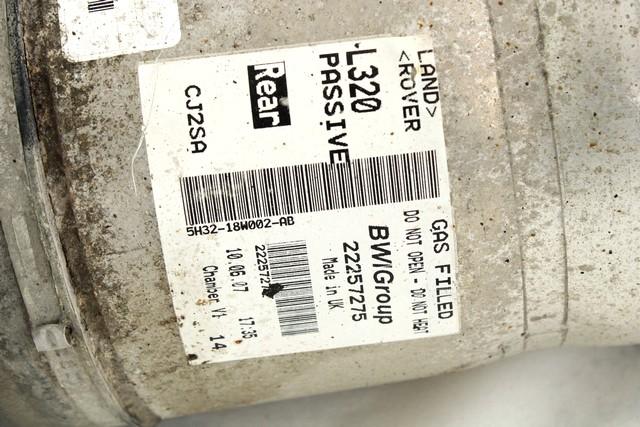 LAND>
<ROVER
L320
PASSIVE
Rear
CJ2SA
5H32-18W002-AB
GAS FILLED
DO NOT OPEN - DO NOT HEAT
BWIGroup
22257275
Made in UK
10.06.07 17:35
Chamber V: 14